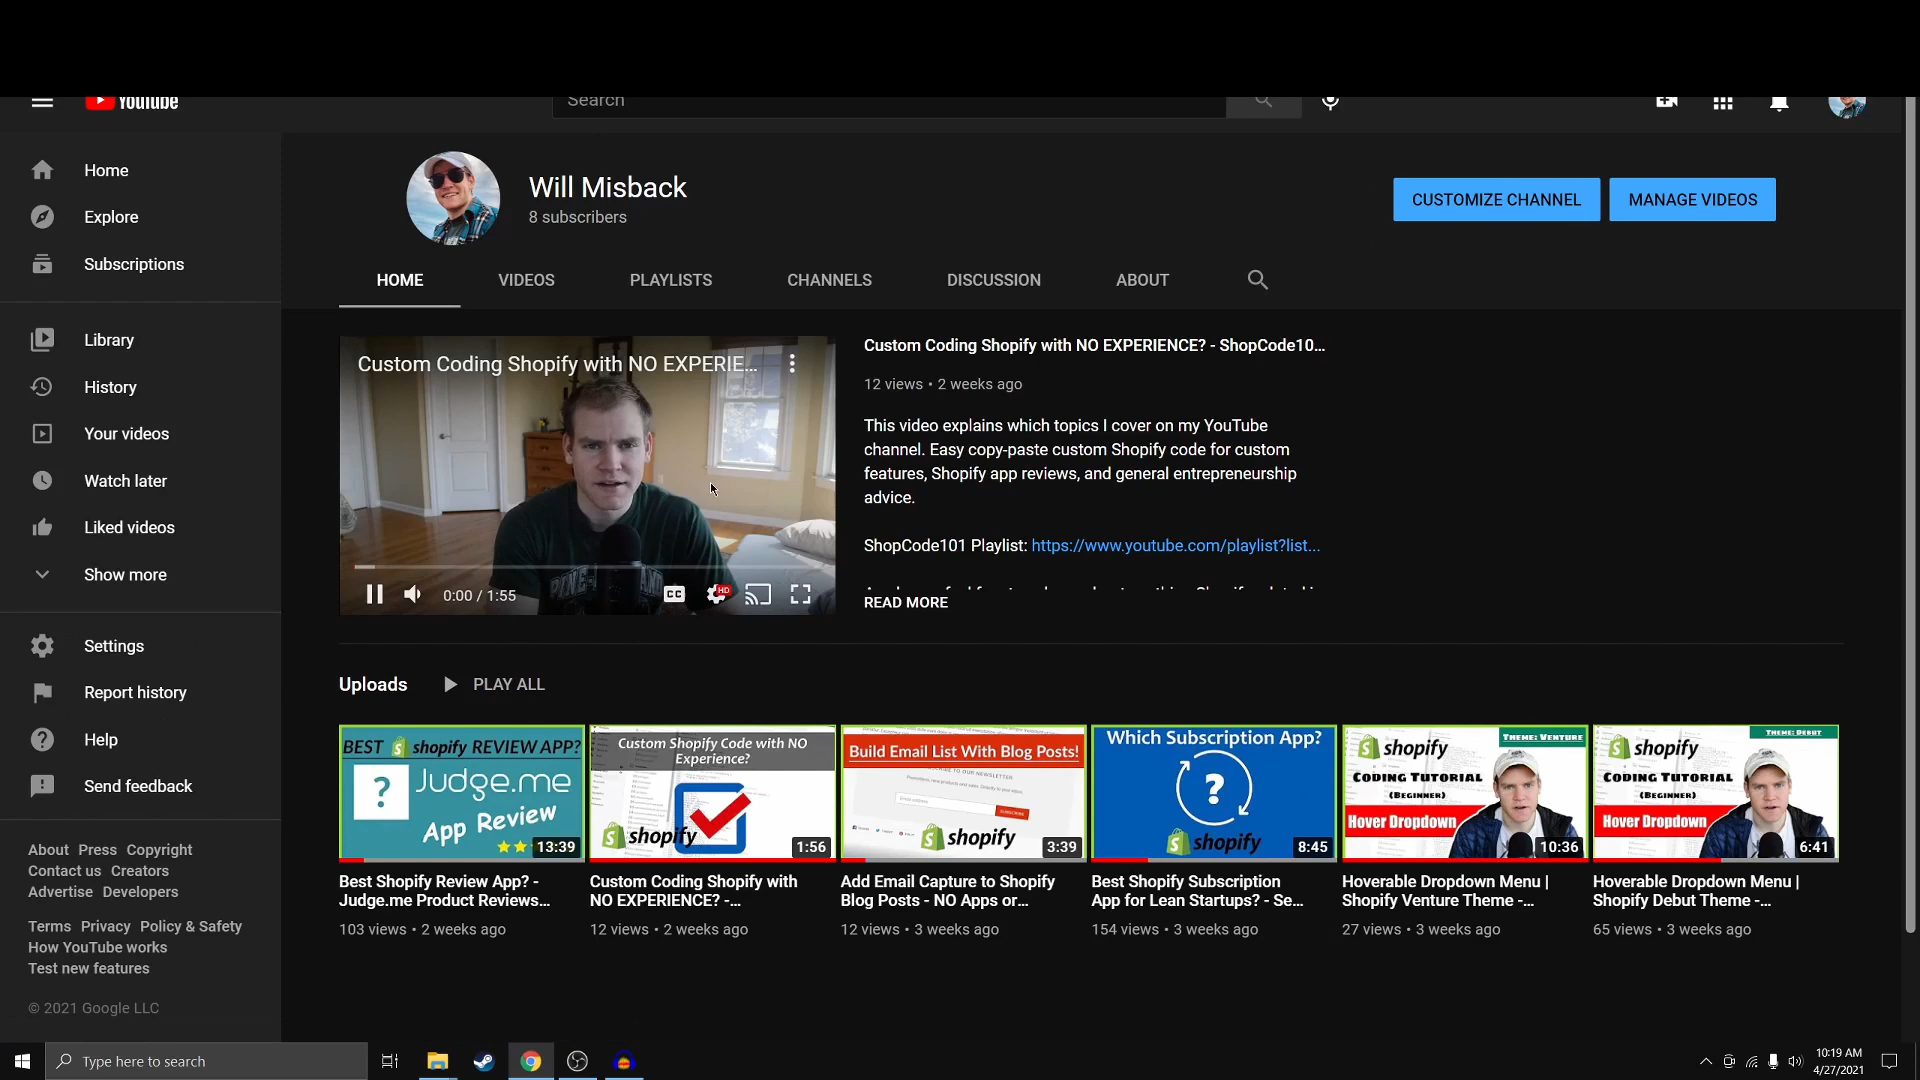 YouTube
Search
Home
Explore
Subscriptions
Library
History
Your videos
Watch later
Liked videos
Show more
Settings
Report history
Help
Send feedback
About Press Copyright
Contact us Creators
Advertise Developers
Terms Privacy Policy & Safety
How YouTube works
Test new features
© 2021 Google LLC
Will Misback
8 subscribers
CUSTOMIZE CHANNEL
MANAGE VIDEOS
HOME
VIDEOS
PLAYLISTS
CHANNELS
DISCUSSION
ABOUT
Custom Coding Shopify with NO EXPERIE...
0:00 / 1:55
CC
HD
Custom Coding Shopify with NO EXPERIENCE? - ShopCode10...
12 views • 2 weeks ago
This video explains which topics I cover on my YouTube
channel. Easy copy-paste custom Shopify code for custom
features, Shopify app reviews, and general entrepreneurship
advice.
ShopCode101 Playlist: https://www.youtube.com/playlist?list...
READ MORE
Uploads
PLAY ALL
BEST shopify REVIEW APP?
?
Judge.me
App Review
13:39
Best Shopify Review App? -
Judge.me Product Reviews...
103 views • 2 weeks ago
Custom Shopify Code with NO
Experience?
shopify
1:56
Custom Coding Shopify with
NO EXPERIENCE? -...
12 views • 2 weeks ago
Build Email List With Blog Posts!
TO OUR NEWSLETTER
Email address
SUBSCRIBE
shopify
3:39
Add Email Capture to Shopify
Blog Posts - NO Apps or...
12 views • 3 weeks ago
Which Subscription App?
?
shopify
8:45
Best Shopify Subscription
App for Lean Startups? - Se...
154 views • 3 weeks ago
shopify
THEME: VENTURE
CODING TUTORIAL
(BEGINNER)
Hover Dropdown
10:36
Hoverable Dropdown Menu |
Shopify Venture Theme -...
27 views • 3 weeks ago
shopify
THEME: DEBUT
CODING TUTORIAL
(BEGINNER)
Hover Dropdown
6:41
Hoverable Dropdown Menu |
Shopify Debut Theme -...
65 views • 3 weeks ago
Type here to search
10:19 AM
4/27/2021